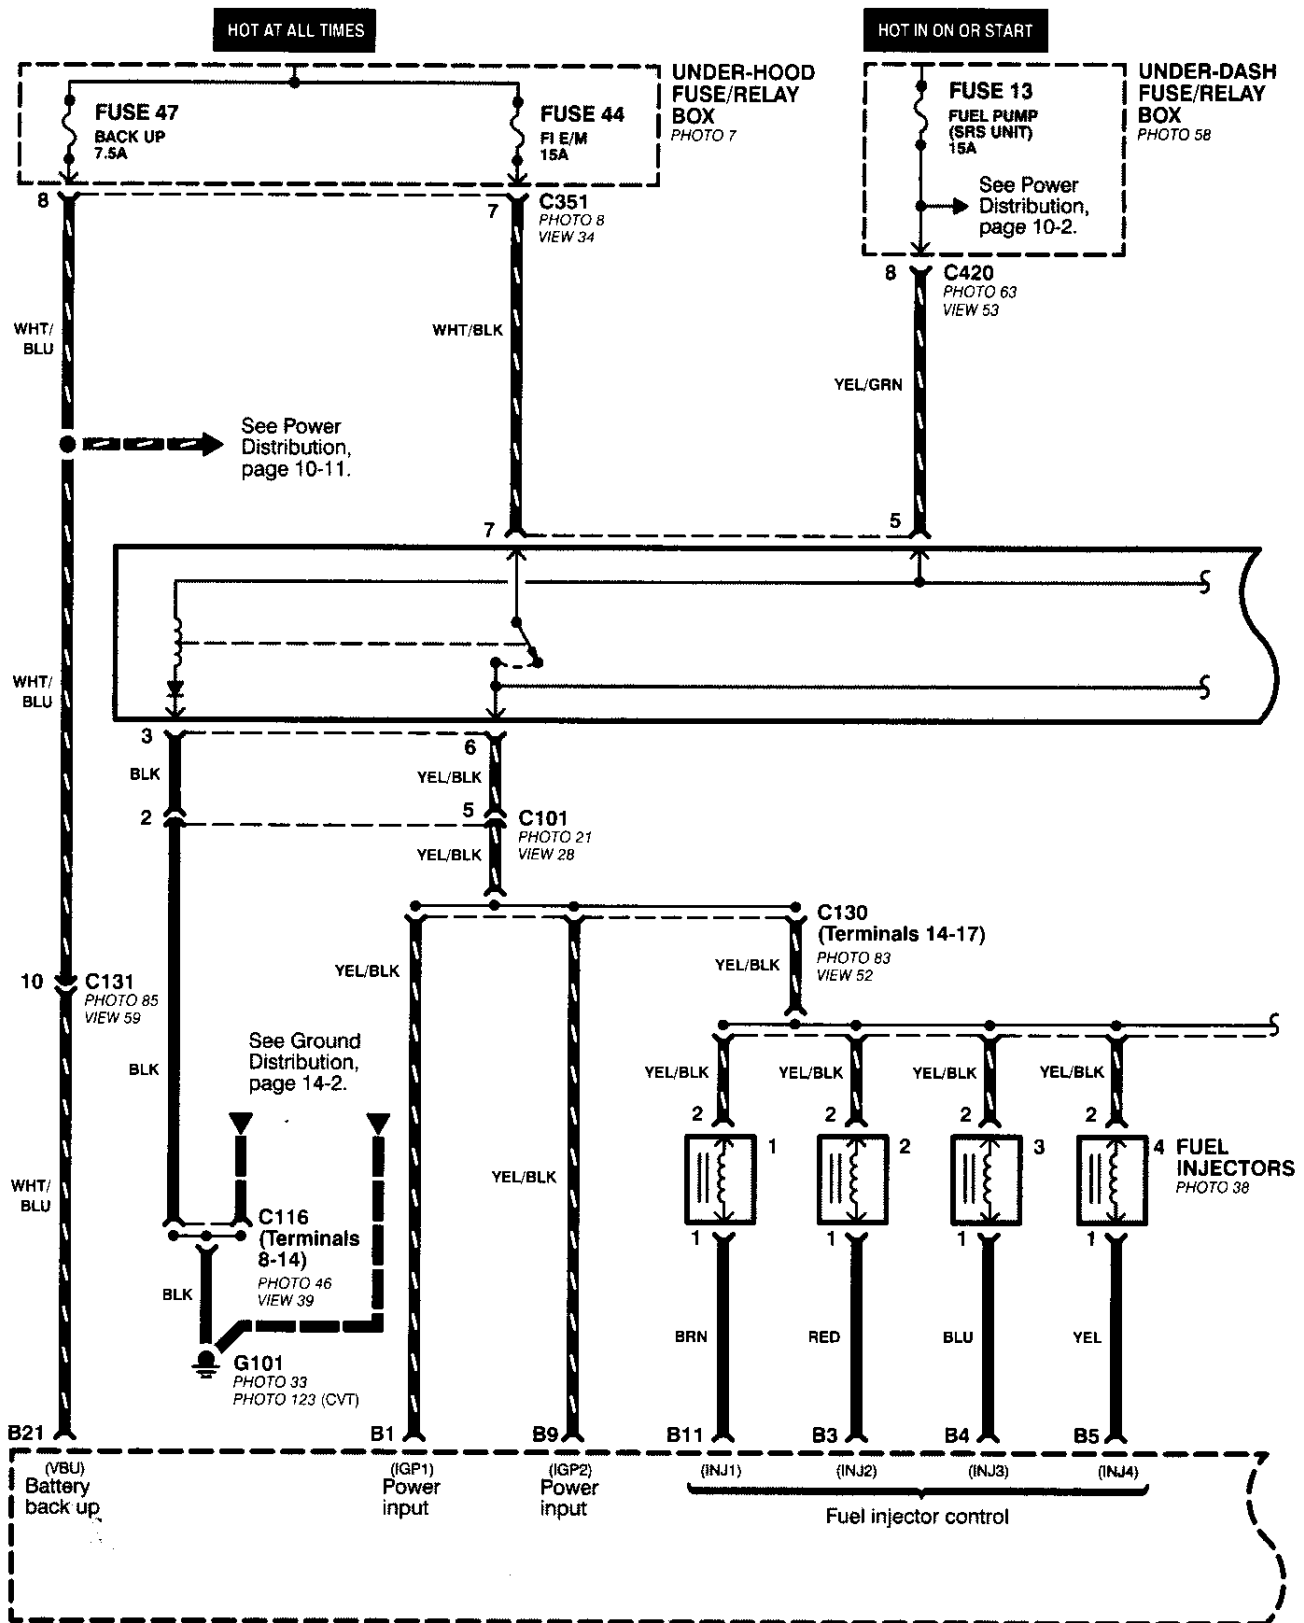 HOT AT ALL TIMES
HOT IN ON OR START
FUSE 47
BACK UP
7.5A
FUSE 44
FI E/M
15A
UNDER-HOOD
FUSE/RELAY
BOX
PHOTO 7
FUSE 13
FUEL PUMP
(SRS UNIT)
15A
See Power
Distribution,
page 10-2.
UNDER-DASH
FUSE/RELAY
BOX
PHOTO 58
8
7
C351
PHOTO 8
VIEW 34
8
C420
PHOTO 63
VIEW 53
WHT/
BLU
WHT/BLK
YEL/GRN
See Power
Distribution,
page 10-11.
7
5
WHT/
BLU
3
6
BLK
YEL/BLK
2
5
C101
PHOTO 21
VIEW 28
YEL/BLK
C130
(Terminals 14-17)
PHOTO 83
VIEW 52
YEL/BLK
YEL/BLK
10
C131
PHOTO 85
VIEW 59
See Ground
Distribution,
page 14-2.
BLK
YEL/BLK
YEL/BLK
YEL/BLK
YEL/BLK
2
2
2
2
1
2
3
4
FUEL
INJECTORS
PHOTO 38
WHT/
BLU
YEL/BLK
C116
(Terminals
8-14)
PHOTO 46
VIEW 39
1
1
1
1
BLK
BRN
RED
BLU
YEL
G101
PHOTO 33
PHOTO 123 (CVT)
B21
B1
B9
B11
B3
B4
B5
(VBU)
Battery
back up
(IGP1)
Power
input
(IGP2)
Power
input
(INJ1)
(INJ2)
(INJ3)
(INJ4)
Fuel injector control